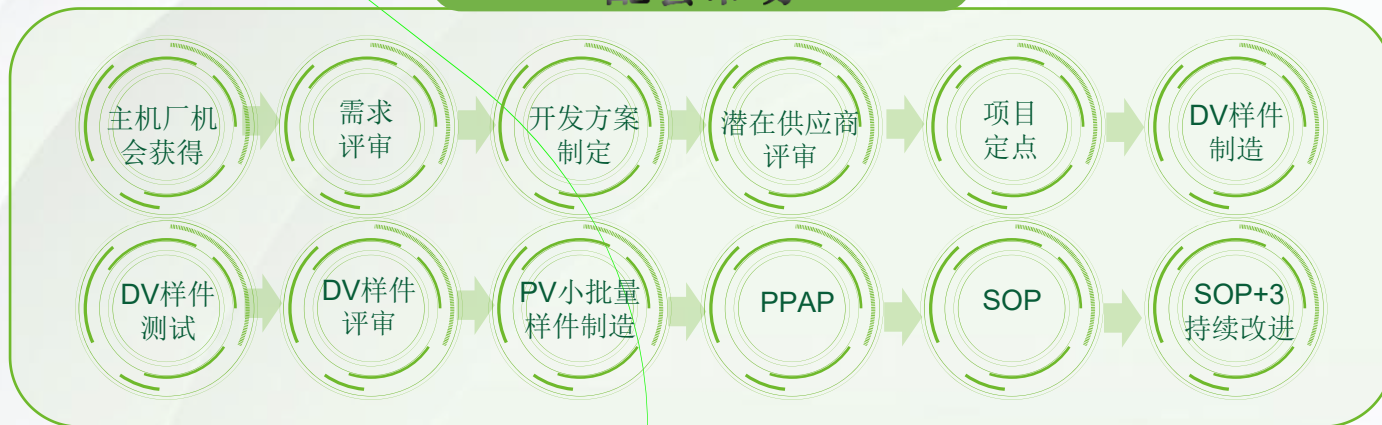 主机厂机
会获得
需求
评审
开发方案
制定
潜在供应商
评审
项目
定点
DV样件
制造
DV样件
测试
DV样件
评审
PV小批量
样件制造
PPAP
SOP
SOP+3
持续改进